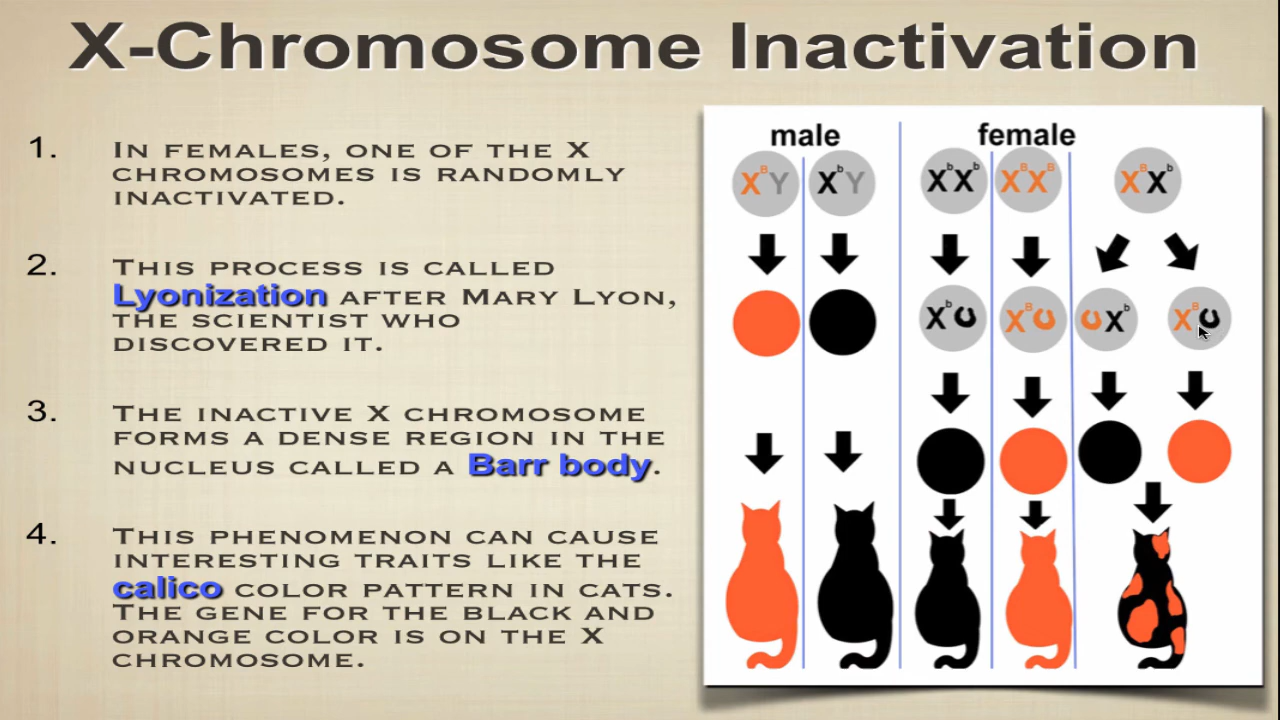 X-Chromosome Inactivation
1. In females, one of the X
chromosomes is randomly
inactivated.
2. This process is called
Lyonization after Mary Lyon,
the scientist who
discovered it.
3. The inactive X chromosome
forms a dense region in the
nucleus called a Barr body.
4. This phenomenon can cause
interesting traits like the
calico color pattern in cats.
The gene for the black and
orange color is on the X
chromosome.
male female
XᴮY XᵇY XᵇXᵇ XᴮXᴮ XᴮXᵇ
Xᵇ Xᴮ Xᵇ Xᴮ